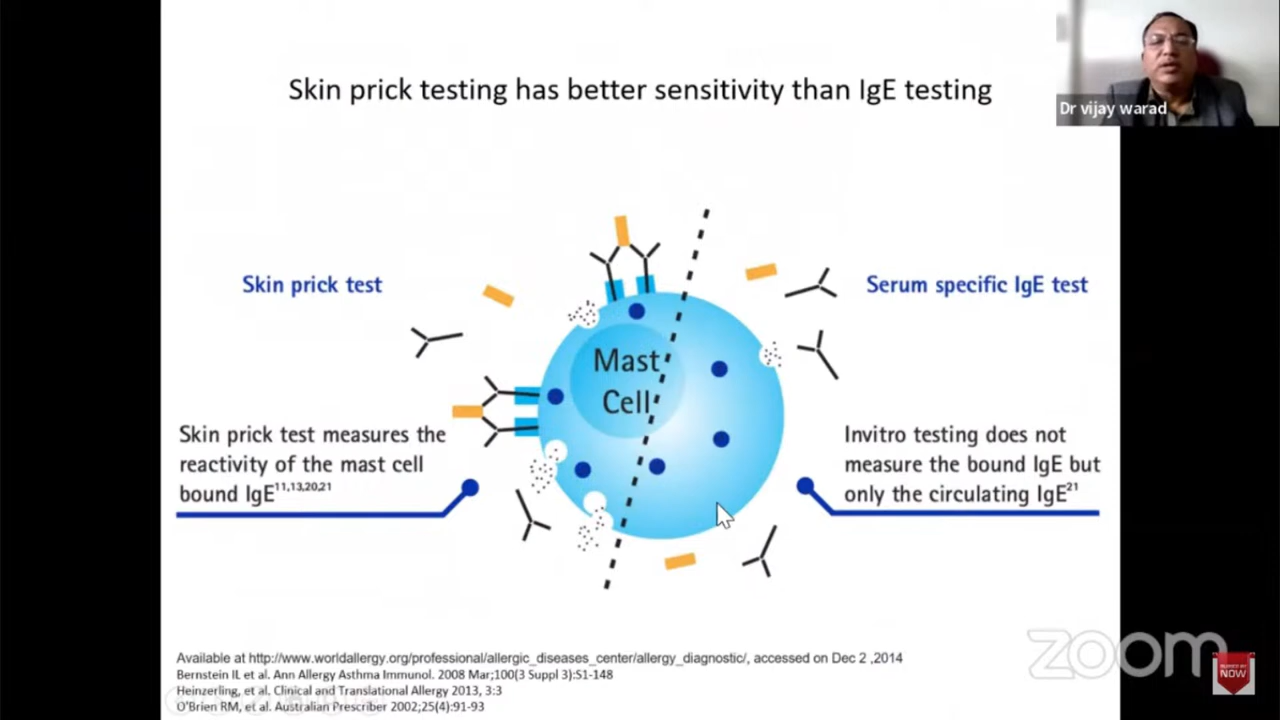 Skin prick testing has better sensitivity than IgE testing
Dr vijay warad
Skin prick test
Serum specific IgE test
Mast
Cell
Skin prick test measures the
reactivity of the mast cell
bound IgE11,13,20,21
Invitro testing does not
measure the bound IgE but
only the circulating IgE21
Available at http://www.worldallergy.org/professional/allergic_diseases_center/allergy_diagnostic/, accessed on Dec 2 ,2014
Bernstein IL et al. Ann Allergy Asthma Immunol. 2008 Mar;100(3 Suppl 3):S1-148
Heinzerling, et al. Clinical and Translational Allergy 2013, 3:3
O'Brien RM, et al. Australian Prescriber 2002;25(4):91-93
zoom
NOW